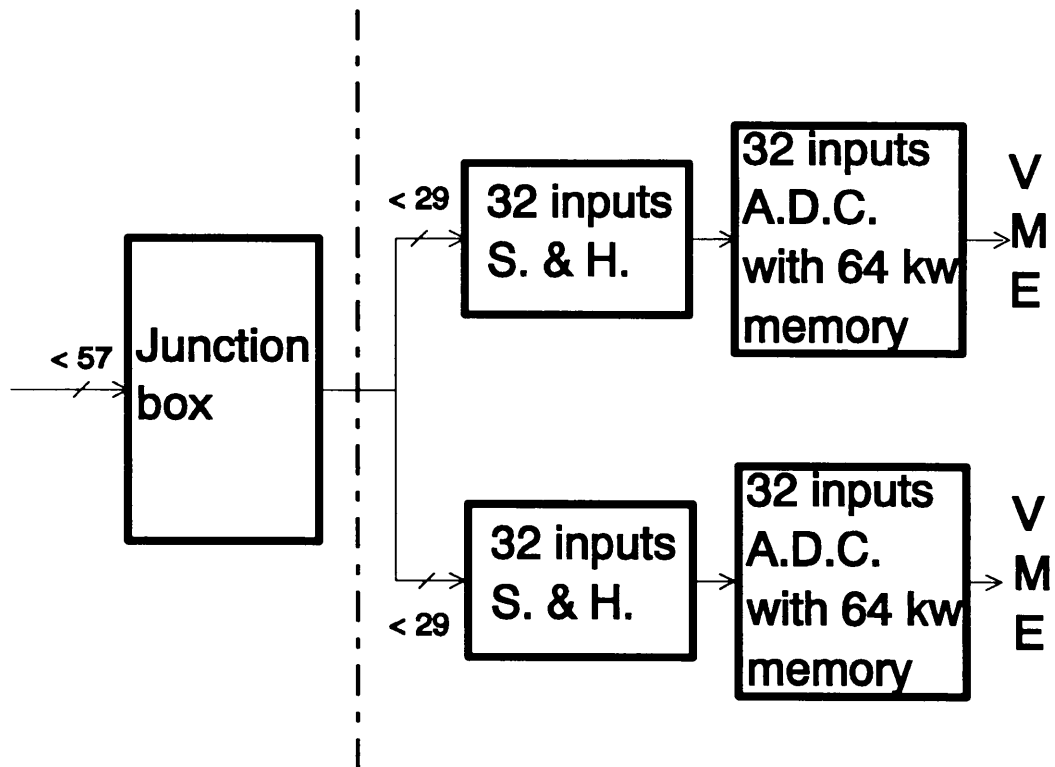 < 57
Junction
box
< 29
32 inputs
S. & H.
32 inputs
A.D.C.
with 64 kw
memory
V
M
E
< 29
32 inputs
S. & H.
32 inputs
A.D.C.
with 64 kw
memory
V
M
E